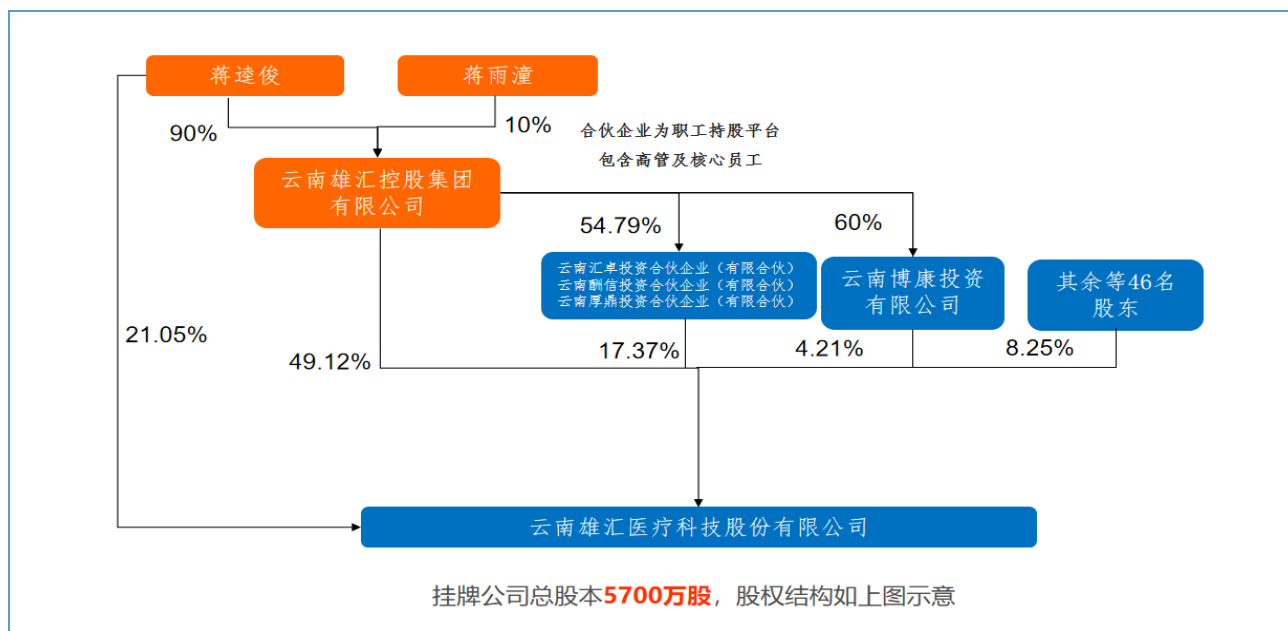 蒋逵俊
蒋雨潼
90%
10%
合伙企业为职工持股平台
包含高管及核心员工
云南雄汇控股集团
有限公司
54.79%
60%
云南汇卓投资合伙企业（有限合伙）
云南酬信投资合伙企业（有限合伙）
云南厚鼎投资合伙企业（有限合伙）
云南博康投资
有限公司
其余等46名
股东
21.05%
49.12%
17.37%
4.21%
8.25%
云南雄汇医疗科技股份有限公司
挂牌公司总股本5700万股，股权结构如上图示意